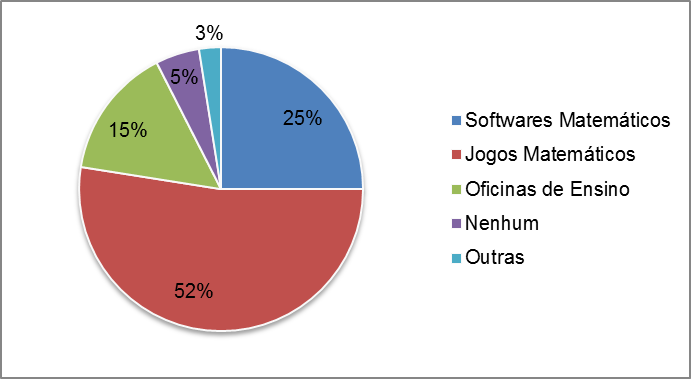 3%
5%
25%
15%
52%
Softwares Matemáticos
Jogos Matemáticos
Oficinas de Ensino
Nenhum
Outras